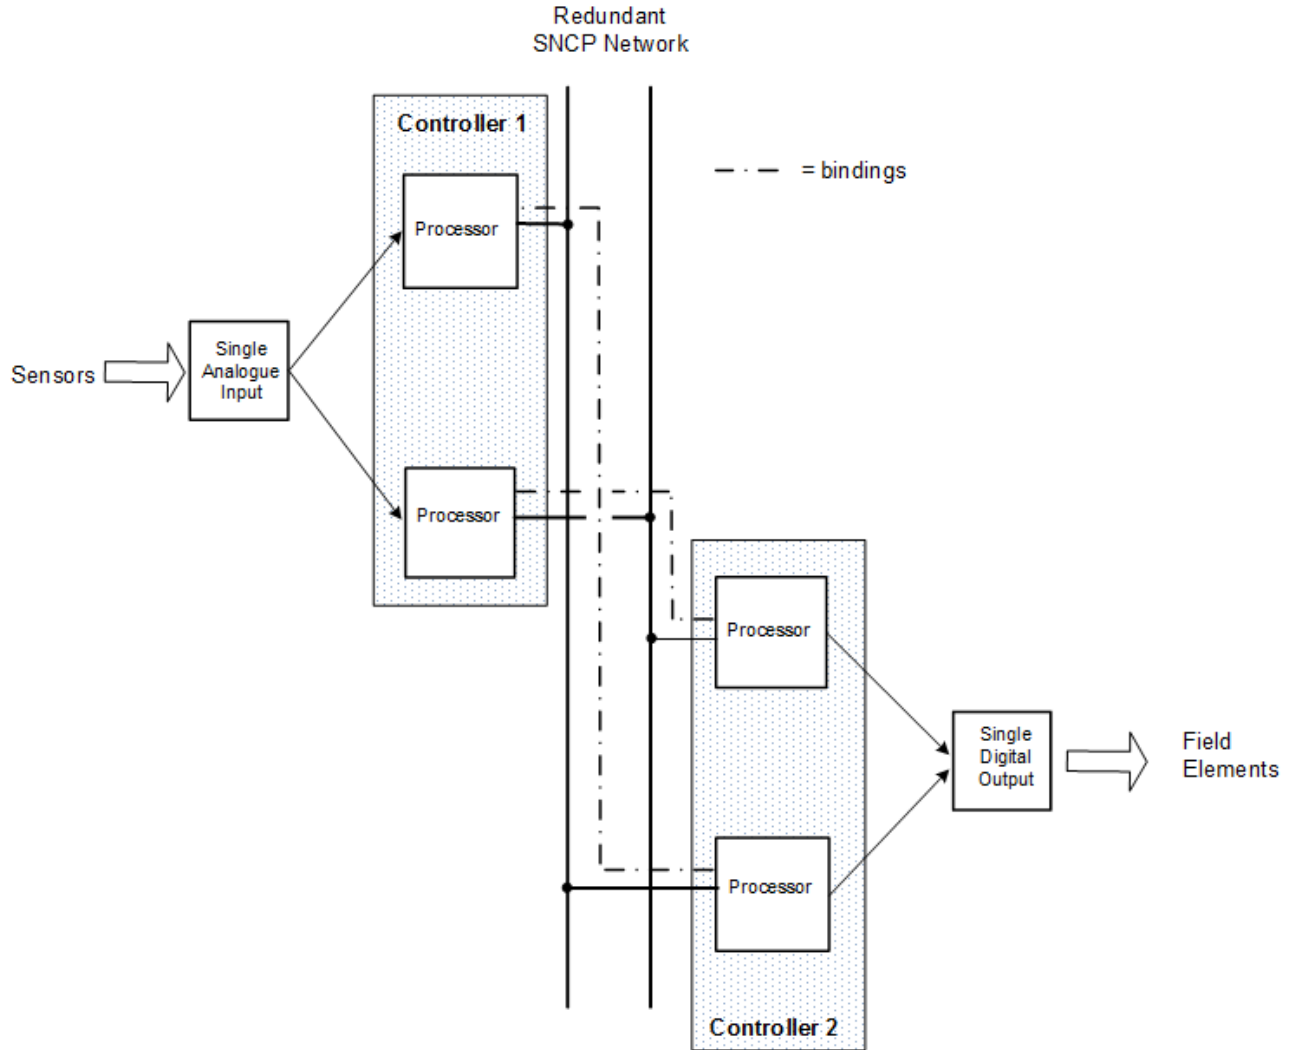 Redundant
SNCP Network
Controller 1
= bindings
Processor
Single
Analogue
Input
Sensors
Processor
Processor
Single
Digital
Output
Field
Elements
Processor
Controller 2